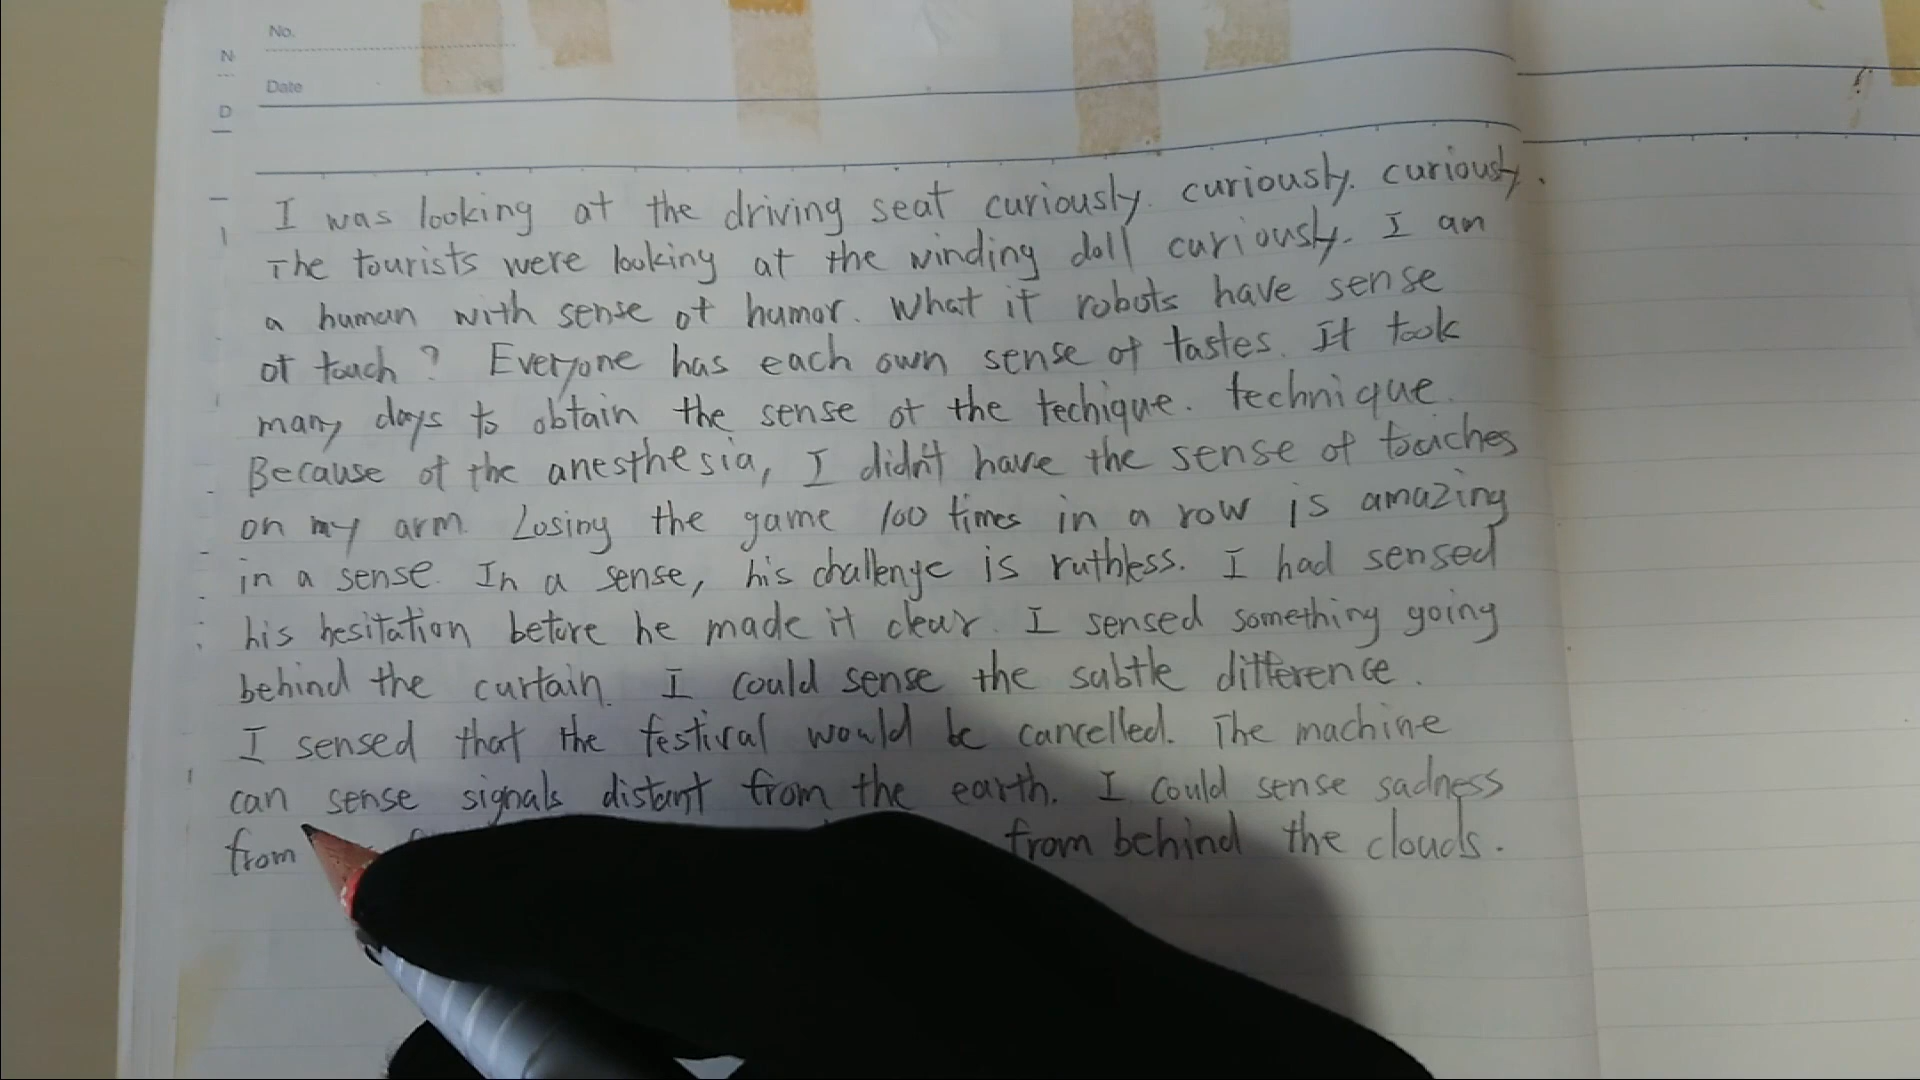 No.
N
Date
D
I was looking at the driving seat curiously. curiously. curiously.
The tourists were looking at the winding doll curiously. I am
a human with sense of humor. What if robots have sense
of touch? Everyone has each own sense of tastes. It took
many days to obtain the sense of the techique. technique.
Because of the anesthesia, I didn't have the sense of touches
on my arm. Losing the game 100 times in a row is amazing
in a sense. In a sense, his challenge is ruthless. I had sensed
his hesitation before he made it clear. I sensed something going
behind the curtain. I could sense the subtle difference.
I sensed that the festival would be cancelled. The machine
can sense signals distant from the earth. I could sense sadness
from from behind the clouds.